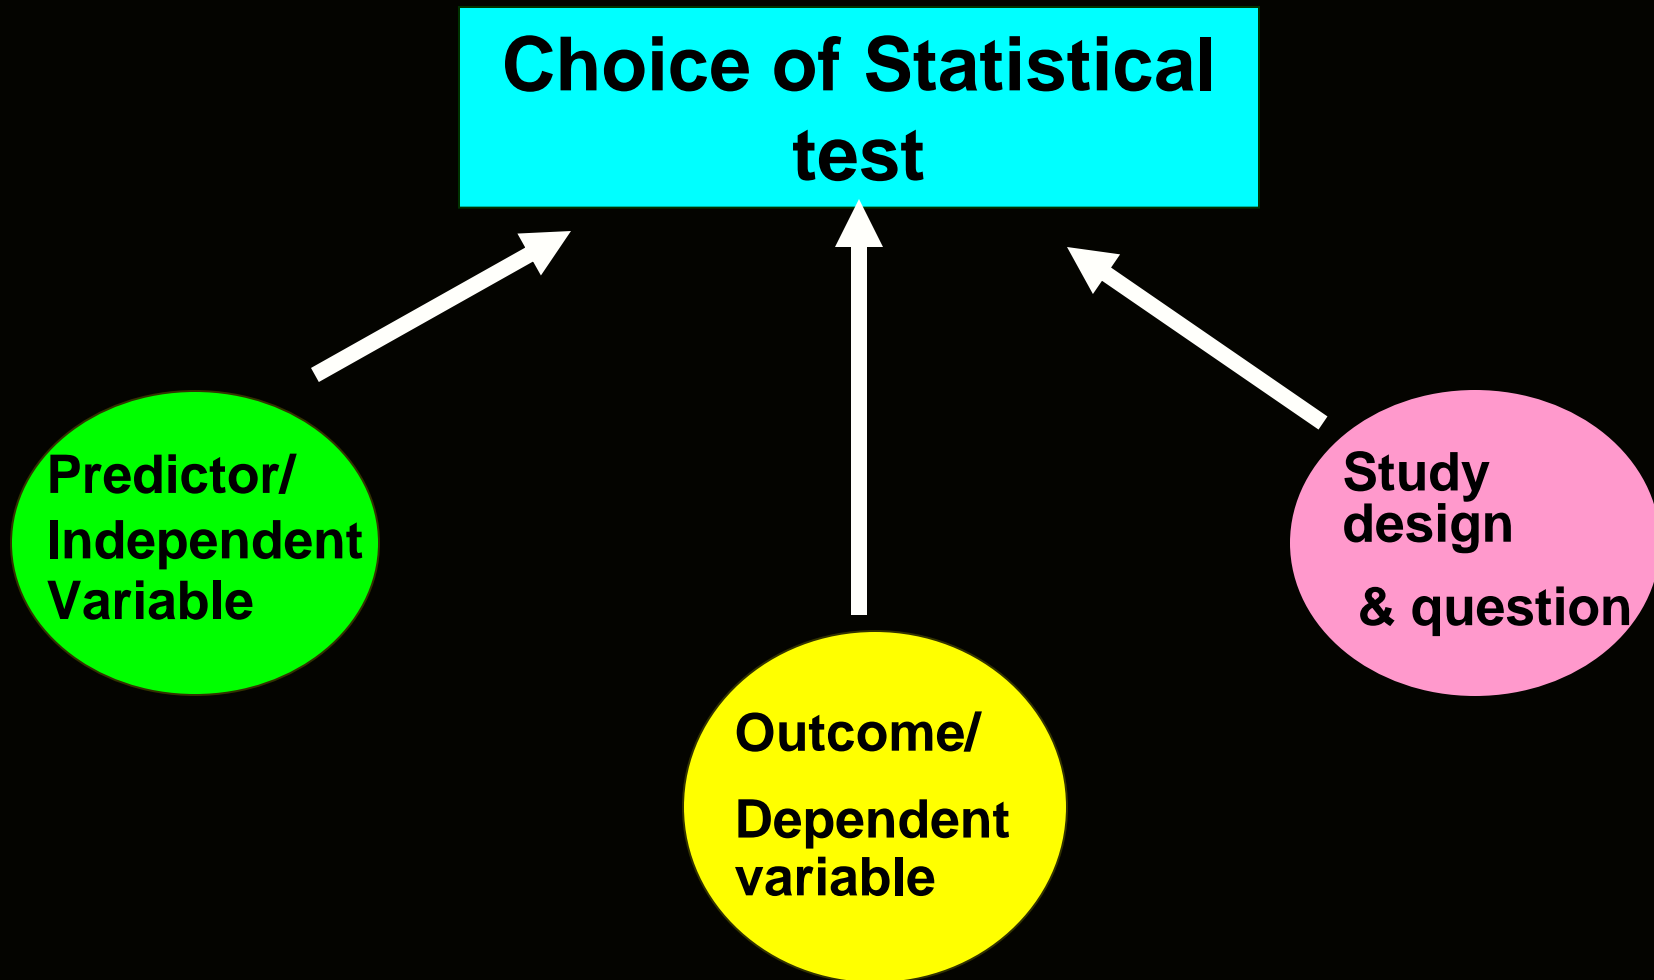 Choice of Statistical
test
Predictor/
Independent
Variable
Outcome/
Dependent
variable
Study
design
& question